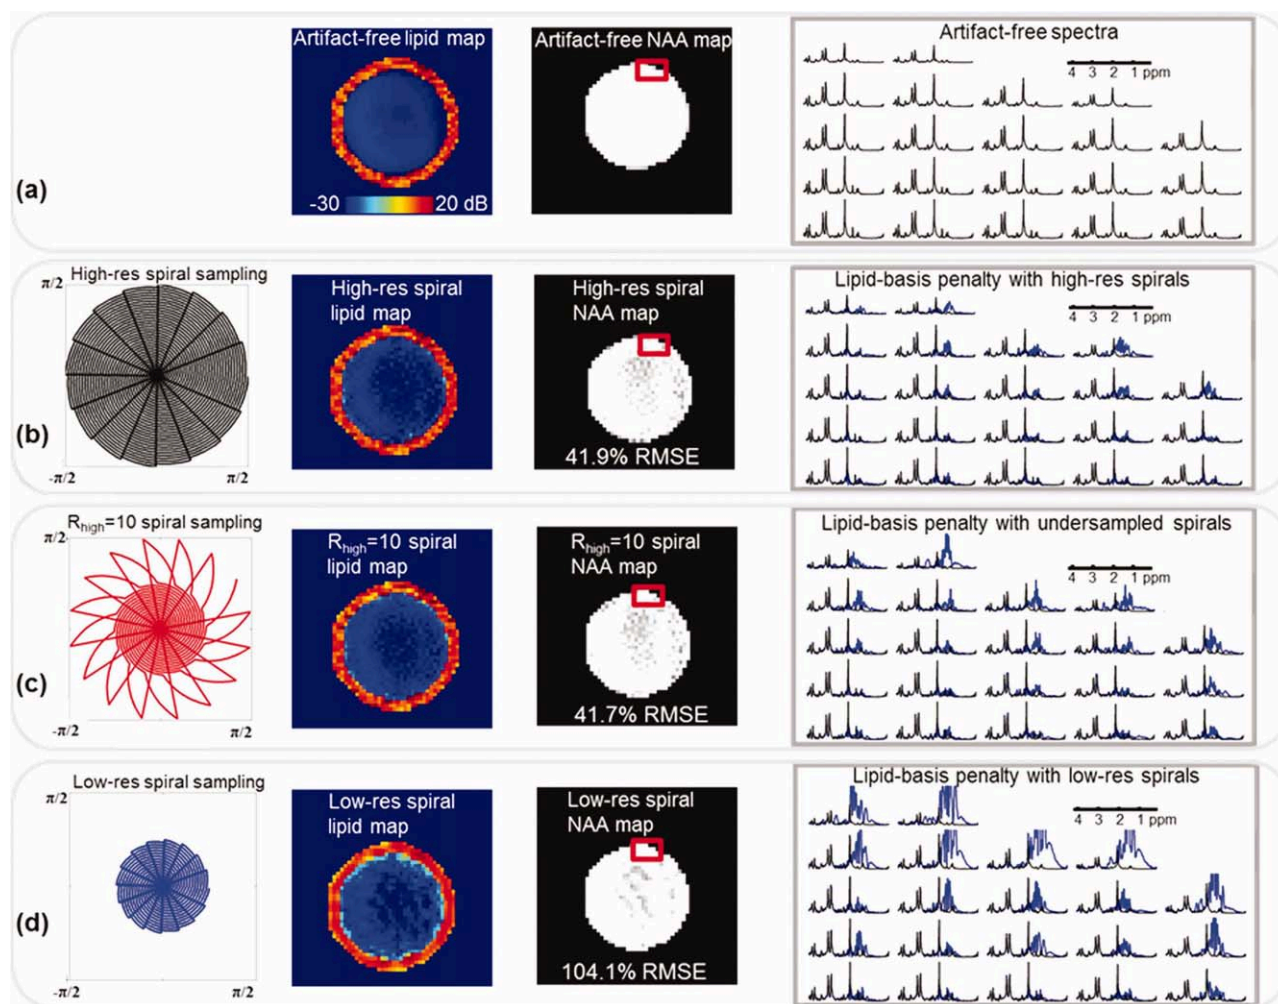 Artifact-free lipid map
Artifact-free NAA map
Artifact-free spectra
4 3 2 1 ppm
(a)
-30 20 dB
High-res spiral sampling
π/2
High-res spiral
lipid map
High-res spiral
NAA map
Lipid-basis penalty with high-res spirals
4 3 2 1 ppm
(b)
41.9% RMSE
-π/2 π/2
Rhigh=10 spiral sampling
π/2
Rhigh=10 spiral
lipid map
Rhigh=10 spiral
NAA map
Lipid-basis penalty with undersampled spirals
4 3 2 1 ppm
(c)
41.7% RMSE
-π/2 π/2
Low-res spiral sampling
π/2
Low-res spiral
lipid map
Low-res spiral
NAA map
Lipid-basis penalty with low-res spirals
4 3 2 1 ppm
(d)
104.1% RMSE
-π/2 π/2